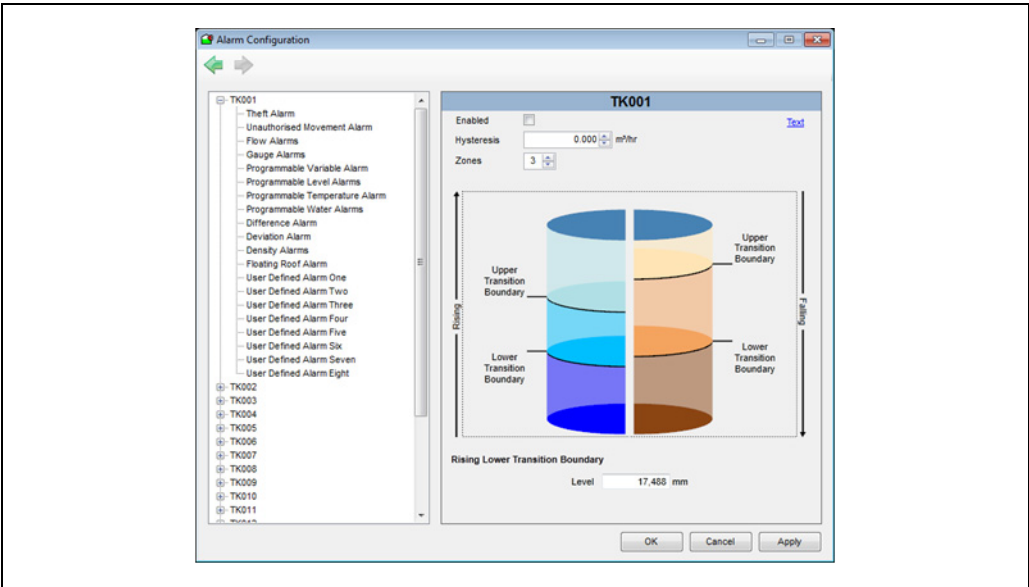 Alarm Configuration
TK001
Theft Alarm
Unauthorised Movement Alarm
Flow Alarms
Gauge Alarms
Programmable Variable Alarm
Programmable Level Alarms
Programmable Temperature Alarm
Programmable Water Alarms
Difference Alarm
Deviation Alarm
Density Alarms
Floating Roof Alarm
User Defined Alarm One
User Defined Alarm Two
User Defined Alarm Three
User Defined Alarm Four
User Defined Alarm Five
User Defined Alarm Six
User Defined Alarm Seven
User Defined Alarm Eight
TK002
TK003
TK004
TK005
TK006
TK007
TK008
TK009
TK010
TK011
TK001
Enabled
Text
Hysteresis 0.000 m³/hr
Zones 3
Rising
Upper
Transition
Boundary
Lower
Transition
Boundary
Upper
Transition
Boundary
Lower
Transition
Boundary
Falling
Rising Lower Transition Boundary
Level 17,488 mm
OK Cancel Apply